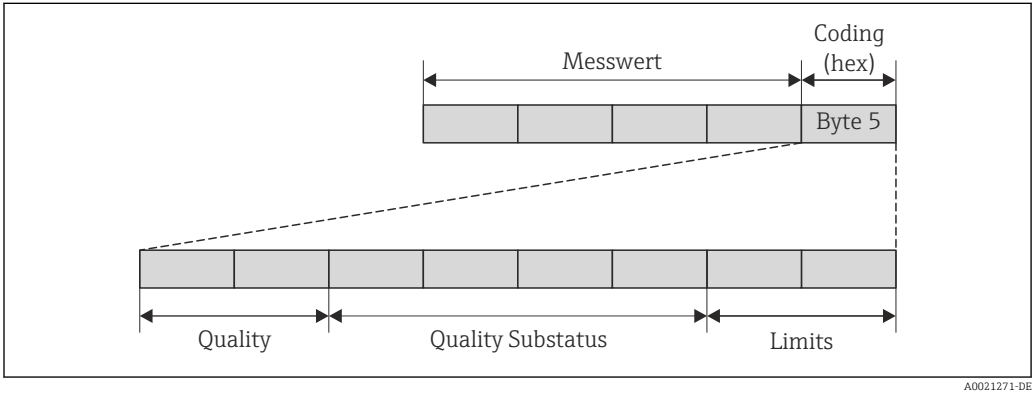 Messwert
Coding
(hex)
Byte 5
Quality
Quality Substatus
Limits
A0021271-DE